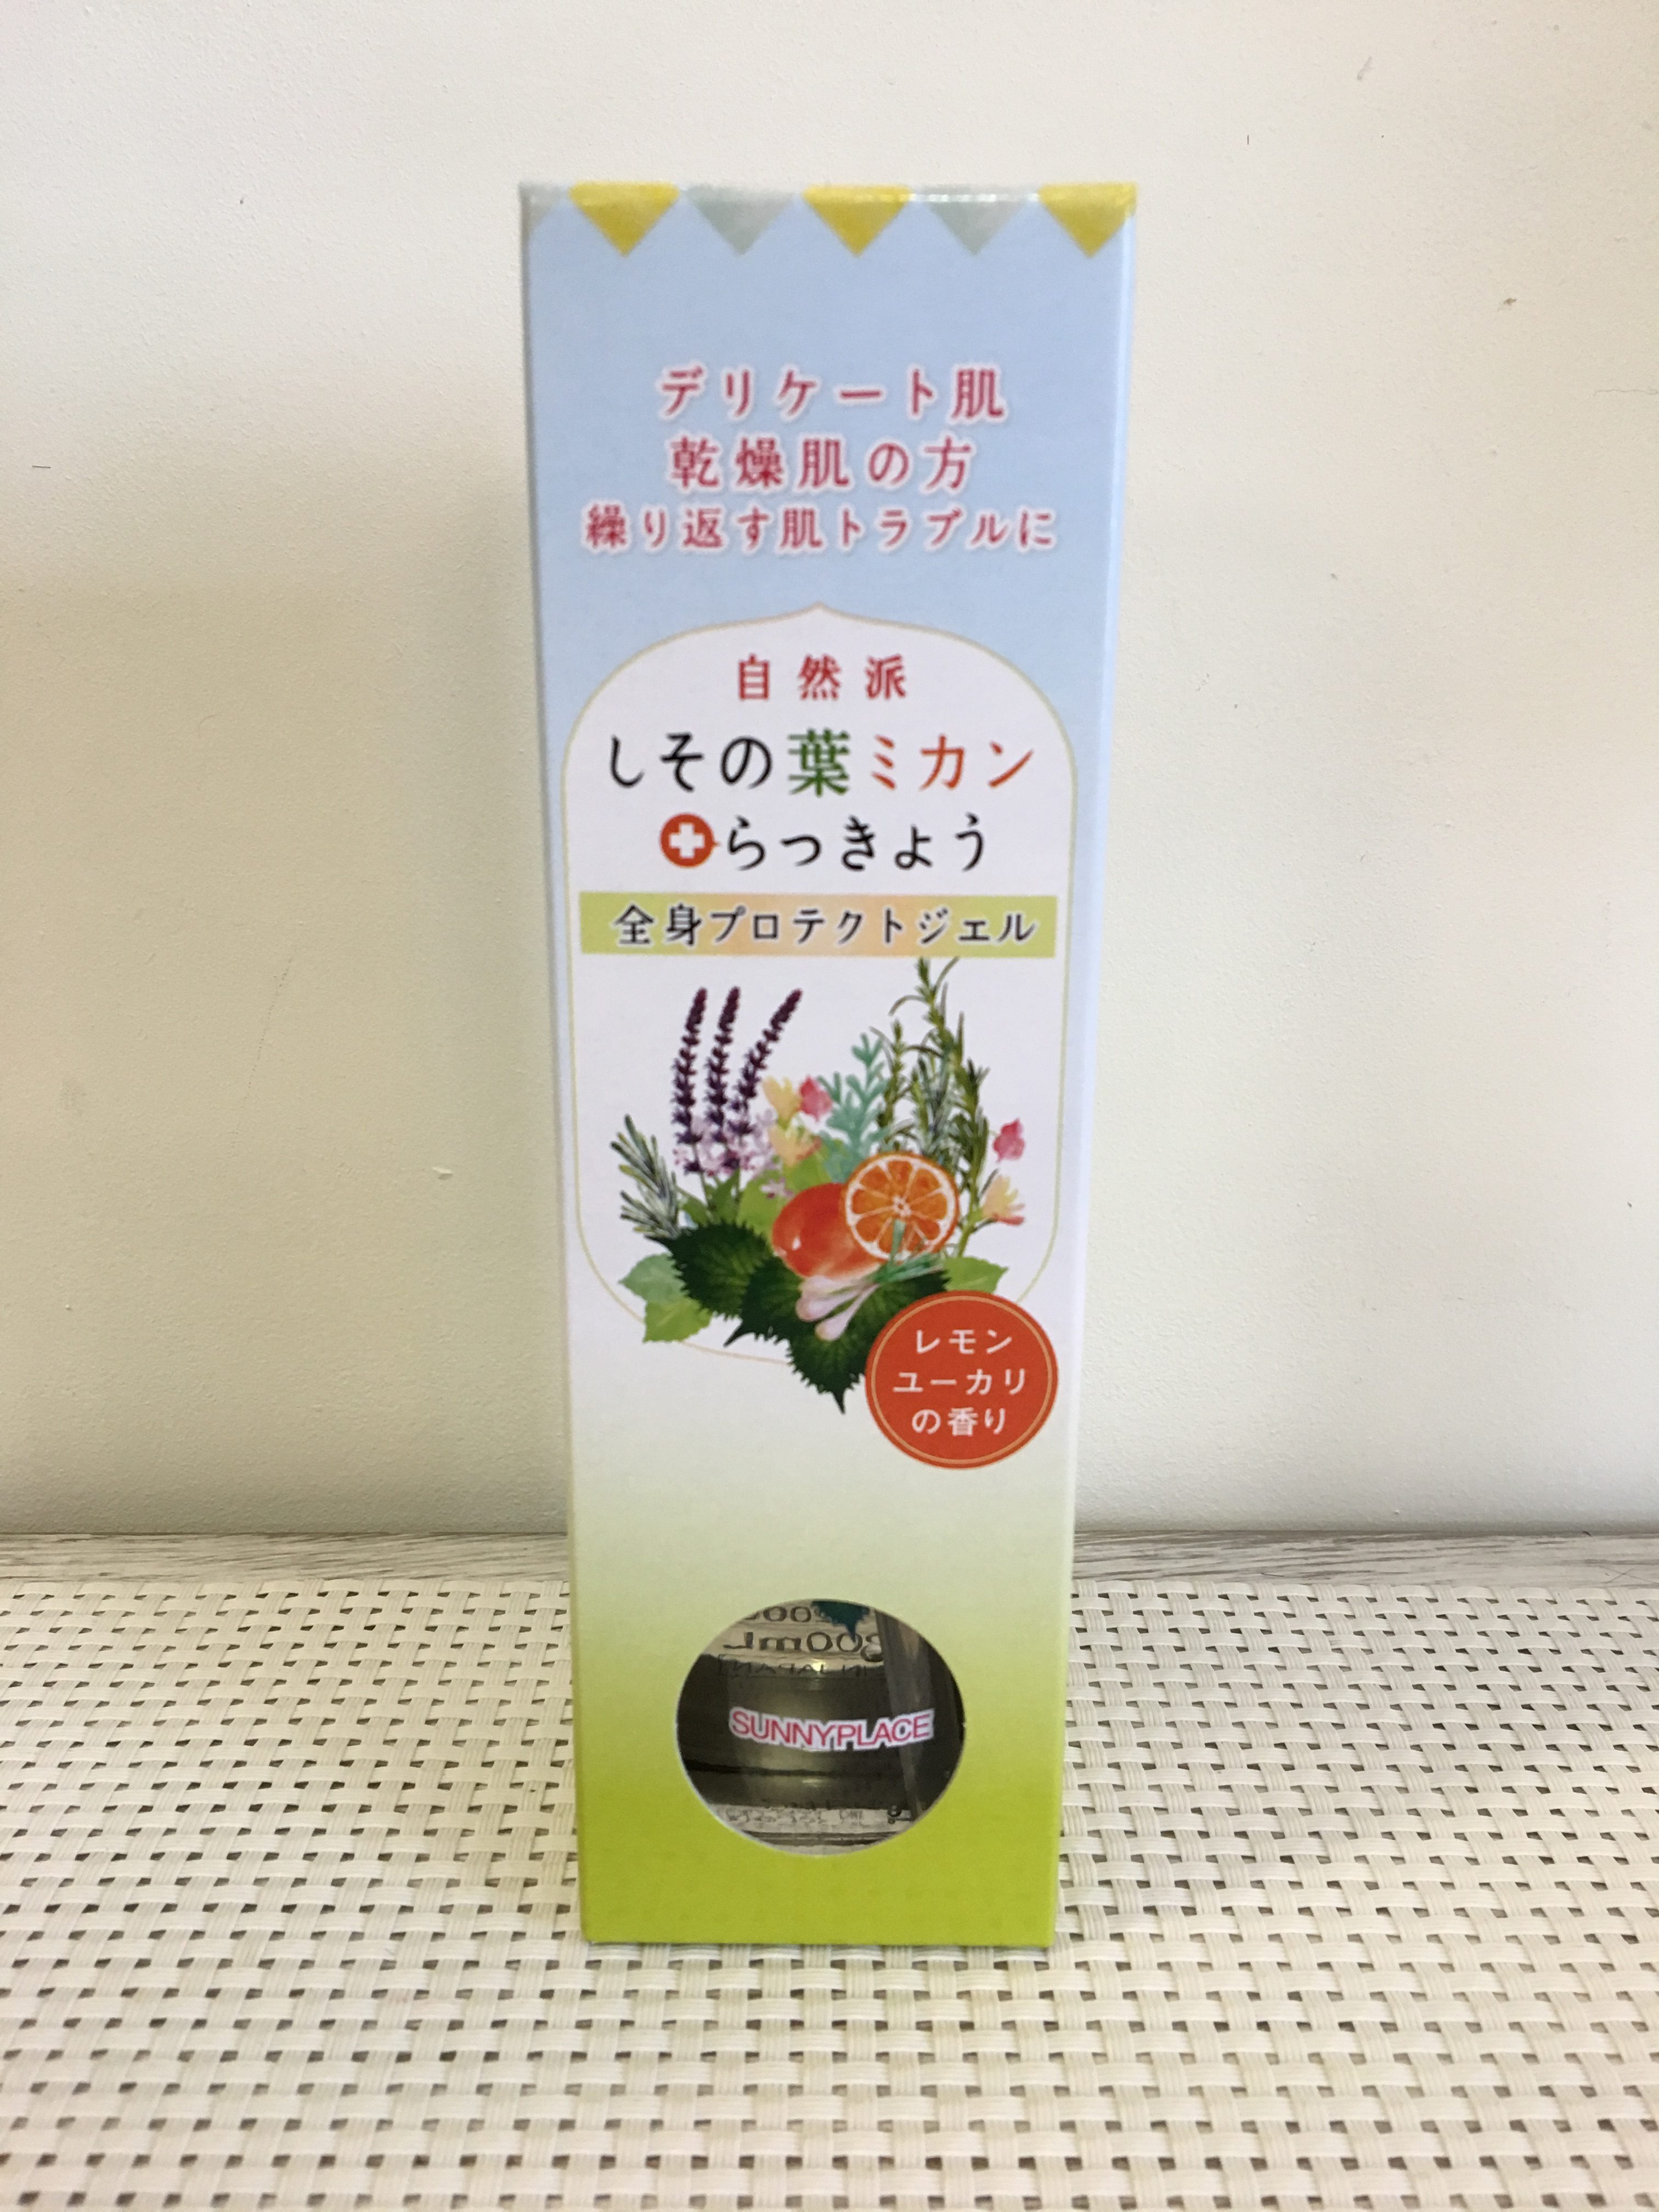 デリケート肌
乾燥肌の方
繰り返す肌トラブルに
自然派
しその葉ミカン
らっきょう
全身プロテクトジェル
レモン
ユーカリ
の香り
200mL
SUNNYPLACE